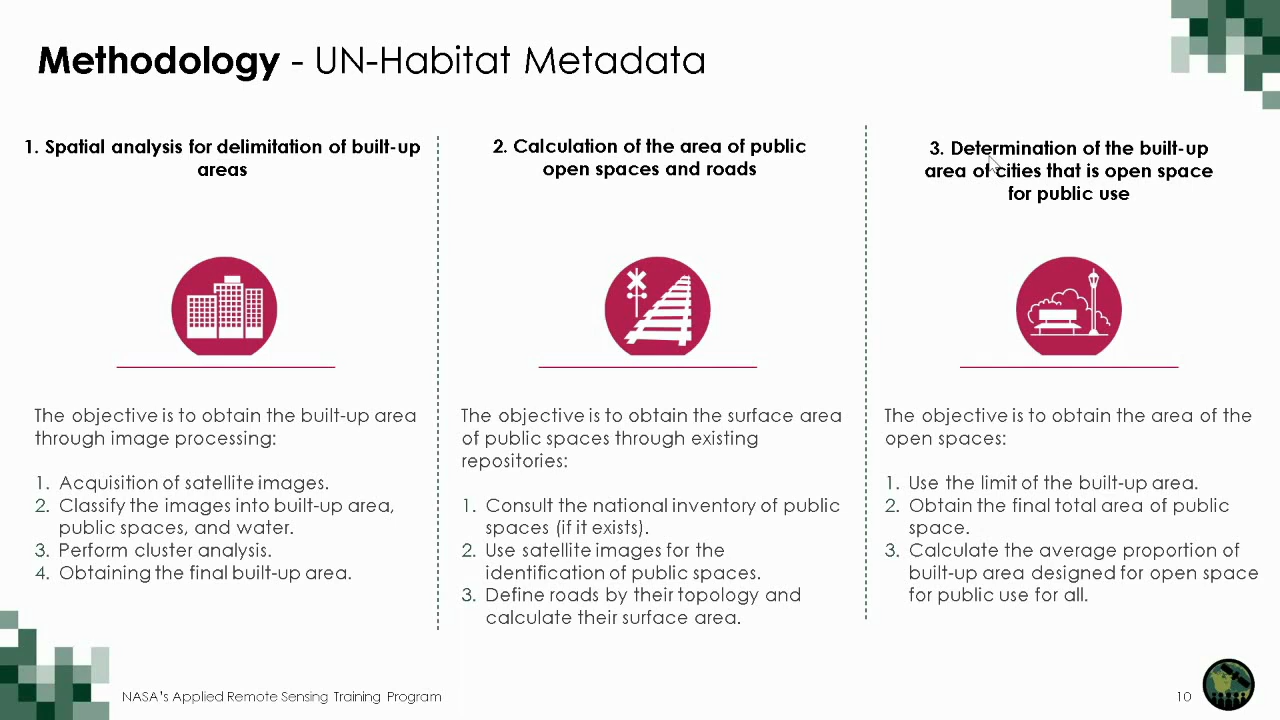 Methodology - UN-Habitat Metadata
1. Spatial analysis for delimitation of built-up
areas
The objective is to obtain the built-up area
through image processing:
1. Acquisition of satellite images.
2. Classify the images into built-up area,
public spaces, and water.
3. Perform cluster analysis.
4. Obtaining the final built-up area.
2. Calculation of the area of public
open spaces and roads
The objective is to obtain the surface area
of public spaces through existing
repositories:
1. Consult the national inventory of public
spaces (if it exists).
2. Use satellite images for the
identification of public spaces.
3. Define roads by their topology and
calculate their surface area.
3. Determination of the built-up
area of cities that is open space
for public use
The objective is to obtain the area of the
open spaces:
1. Use the limit of the built-up area.
2. Obtain the final total area of public
space.
3. Calculate the average proportion of
built-up area designed for open space
for public use for all.
NASA's Applied Remote Sensing Training Program
10